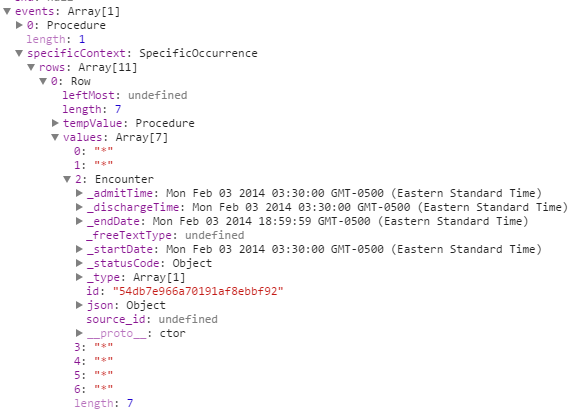 events: Array[1]
0: Procedure
length: 1
specificContext: SpecificOccurrence
rows: Array[11]
0: Row
leftMost: undefined
length: 7
tempValue: Procedure
values: Array[7]
0: "*"
1: "*"
2: Encounter
_admitTime: Mon Feb 03 2014 03:30:00 GMT-0500 (Eastern Standard Time)
_dischargeTime: Mon Feb 03 2014 03:30:00 GMT-0500 (Eastern Standard Time)
_endDate: Mon Feb 03 2014 18:59:59 GMT-0500 (Eastern Standard Time)
_freeTextType: undefined
_startDate: Mon Feb 03 2014 03:30:00 GMT-0500 (Eastern Standard Time)
_statusCode: Object
_type: Array[1]
id: "54db7e966a70191af8ebbf92"
json: Object
source_id: undefined
__proto__: ctor
3: "*"
4: "*"
5: "*"
6: "*"
length: 7